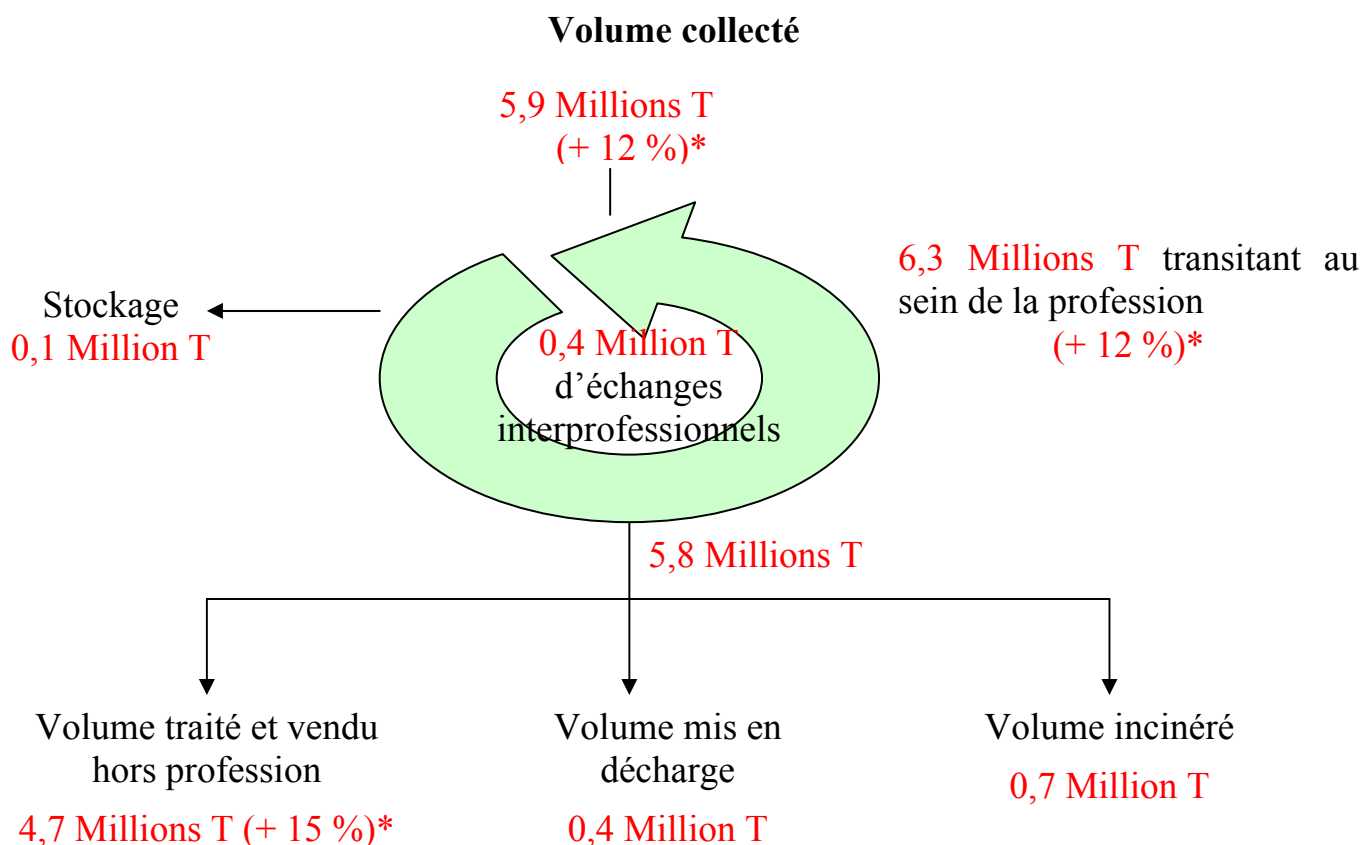 Volume collecté
5,9 Millions T
(+ 12 %)*
6,3 Millions T transitant au
sein de la profession
(+ 12 %)*
Stockage
0,1 Million T
0,4 Million T
d’échanges
interprofessionnels
5,8 Millions T
Volume traité et vendu
hors profession
4,7 Millions T (+ 15 %)*
Volume mis en
décharge
0,4 Million T
Volume incinéré
0,7 Million T